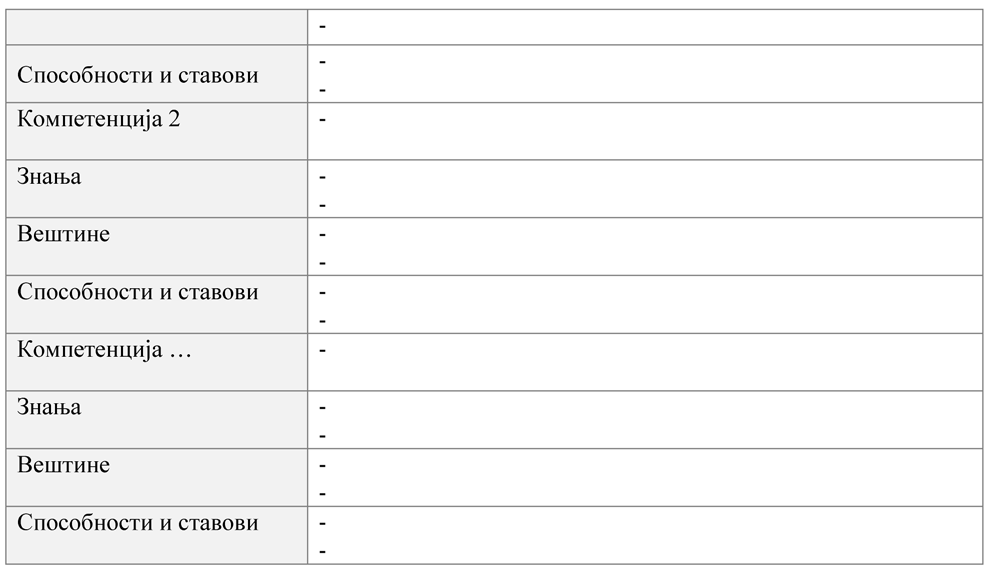 -
Способности и ставови -
-
Компетенција 2 -
Знања -
-
Вештине -
-
Способности и ставови -
-
Компетенција … -
Знања -
-
Вештине -
-
Способности и ставови -
-